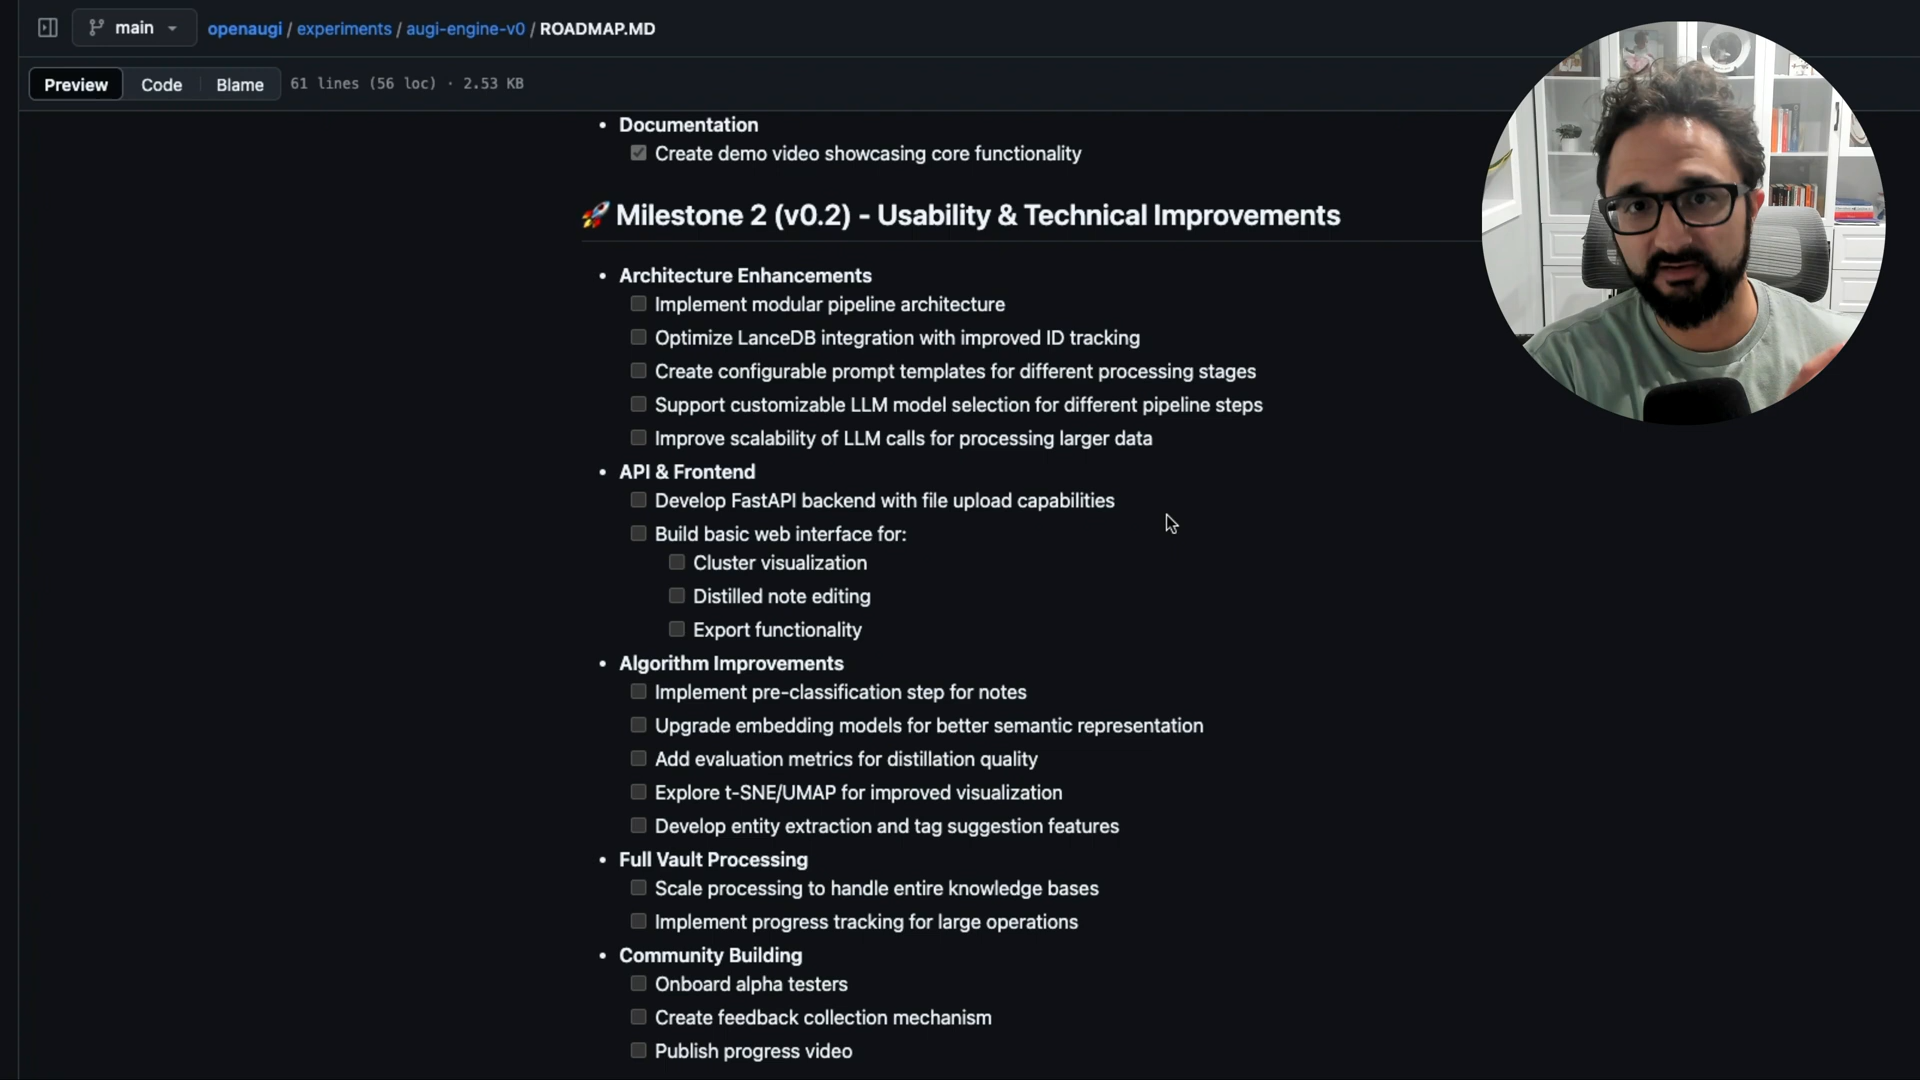 main
openaugi / experiments / augi-engine-v0 / ROADMAP.MD
Preview Code Blame 61 lines (56 loc) · 2.53 KB
• Documentation
Create demo video showcasing core functionality
🚀 Milestone 2 (v0.2) - Usability & Technical Improvements
• Architecture Enhancements
Implement modular pipeline architecture
Optimize LanceDB integration with improved ID tracking
Create configurable prompt templates for different processing stages
Support customizable LLM model selection for different pipeline steps
Improve scalability of LLM calls for processing larger data
• API & Frontend
Develop FastAPI backend with file upload capabilities
Build basic web interface for:
Cluster visualization
Distilled note editing
Export functionality
• Algorithm Improvements
Implement pre-classification step for notes
Upgrade embedding models for better semantic representation
Add evaluation metrics for distillation quality
Explore t-SNE/UMAP for improved visualization
Develop entity extraction and tag suggestion features
• Full Vault Processing
Scale processing to handle entire knowledge bases
Implement progress tracking for large operations
• Community Building
Onboard alpha testers
Create feedback collection mechanism
Publish progress video